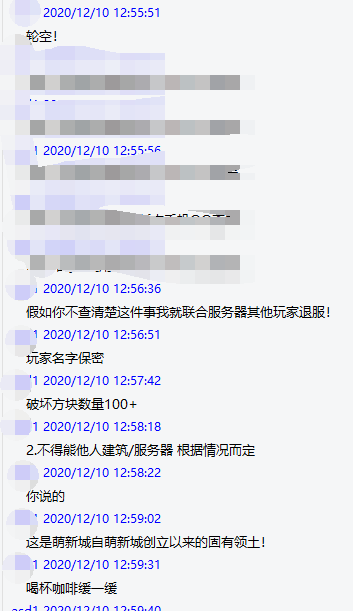 2020/12/10 12:55:51
轮空！
1 2020/12/10 12:55:56
1 2020/12/10 12:56:36
假如你不查清楚这件事我就联合服务器其他玩家退服！
1 2020/12/10 12:56:51
玩家名字保密
1 2020/12/10 12:57:42
破坏方块数量100+
1 2020/12/10 12:58:18
2.不得能他人建筑/服务器 根据情况而定
2020/12/10 12:58:22
你说的
2020/12/10 12:59:02
这是萌新城自萌新城创立以来的固有领土！
1 2020/12/10 12:59:31
喝杯咖啡缓一缓
asd1 2020/12/10 12:59:40